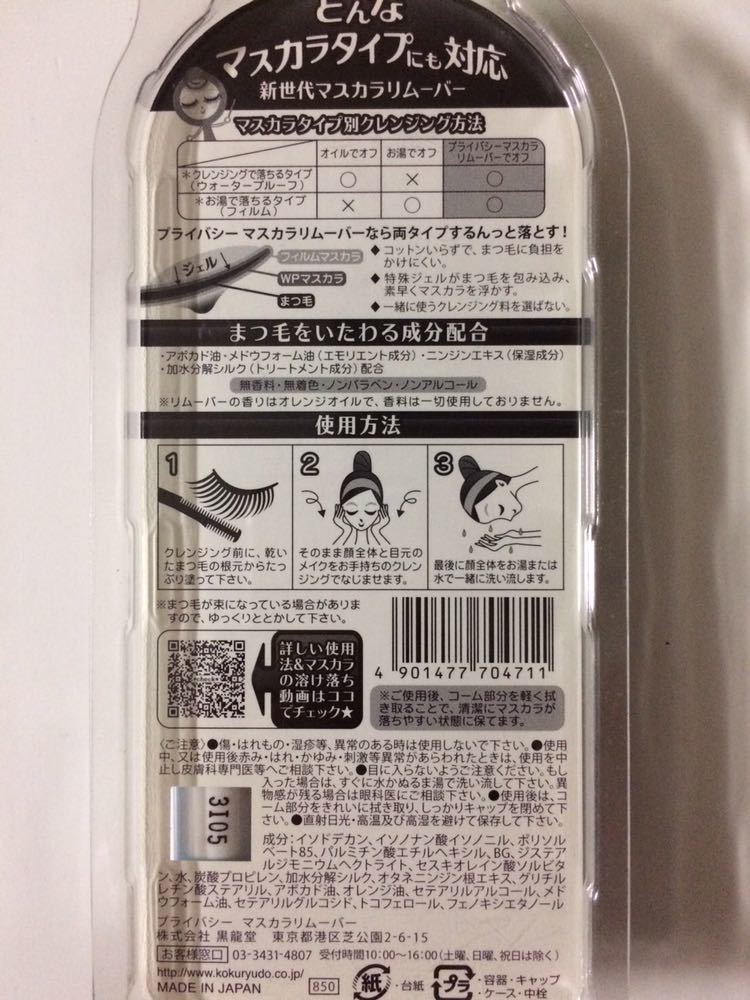 どんな
マスカラタイプにも対応
新世代マスカラリムーバー
マスカラタイプ別クレンジング方法
オイルでオフ お湯でオフ プライバシーマスカラリムーバーでオフ
＊クレンジングで落ちるタイプ（ウォータープルーフ） ○ × ○
＊お湯で落ちるタイプ（フィルム） × ○ ○
プライバシー マスカラリムーバーなら両タイプするんっと落とす！
ジェル
フィルムマスカラ
WPマスカラ
まつ毛
◆コットンいらずで、まつ毛に負担を
かけにくい。
◆特殊ジェルがまつ毛を包み込み、
素早くマスカラを浮かす。
◆一緒に使うクレンジング料を選ばない。
まつ毛をいたわる成分配合
・アボカド油・メドウフォーム油（エモリエント成分）・ニンジンエキス（保湿成分）
・加水分解シルク（トリートメント成分）配合
無香料・無着色・ノンパラベン・ノンアルコール
※リムーバーの香りはオレンジオイルで、香料は一切使用しておりません。
使用方法
1
クレンジング前に、乾い
たまつ毛の根元からたっ
ぷり塗って下さい。
2
そのまま顔全体と目元の
メイクをお手持ちのクレン
ジングでなじませます。
3
最後に顔全体をお湯または
水で一緒に洗い流します。
※まつ毛が束になっている場合がありま
すので、ゆっくりととかして下さい。
詳しい使用
法&マスカラ
の溶け落ち
動画はココ
でチェック★
4 901477 704711
※ご使用後、コーム部分を軽く拭
き取ることで、清潔にマスカラが
落ちやすい状態に保てます。
〈ご注意〉●傷・はれもの・湿疹等、異常のある時は使用しないで下さい。●使用
中、又は使用後赤み・はれ・かゆみ・刺激等異常があらわれたときは、使用を中
止し皮膚科専門医等へご相談下さい。●目に入らないようご注意ください。もし
入った場合は、すぐに水かぬるま湯で洗い流して下さい。異
物感が残る場合は眼科医にご相談下さい。●使用後は、コ
ーム部分をきれいに拭き取り、しっかりキャップを閉めて下
さい。●直射日光・高温及び高湿を避けて保存して下さい。
3I05
成分：イソドデカン、イソノナン酸イソノニル、ポリソル
ベート85、パルミチン酸エチルヘキシル、BG、ジステア
ルジモニウムヘクトライト、セスキオレイン酸ソルビタ
ン、水、炭酸プロピレン、加水分解シルク、オタネニンジン根エキス、グリチル
レチン酸ステアリル、アボカド油、オレンジ油、セテアリルアルコール、メド
ウフォーム油、セテアリルグルコシド、トコフェロール、フェノキシエタノール
プライバシー マスカラリムーバー
株式会社 黒龍堂 東京都港区芝公園2-6-15
お客様窓口 03-3431-4807 受付時間10:00〜16:00（土曜、日曜、祝日は除く）
http://www.kokuryudo.co.jp/
MADE IN JAPAN 850 紙 ・台紙 プラ ・容器・キャップ
・ケース・中栓